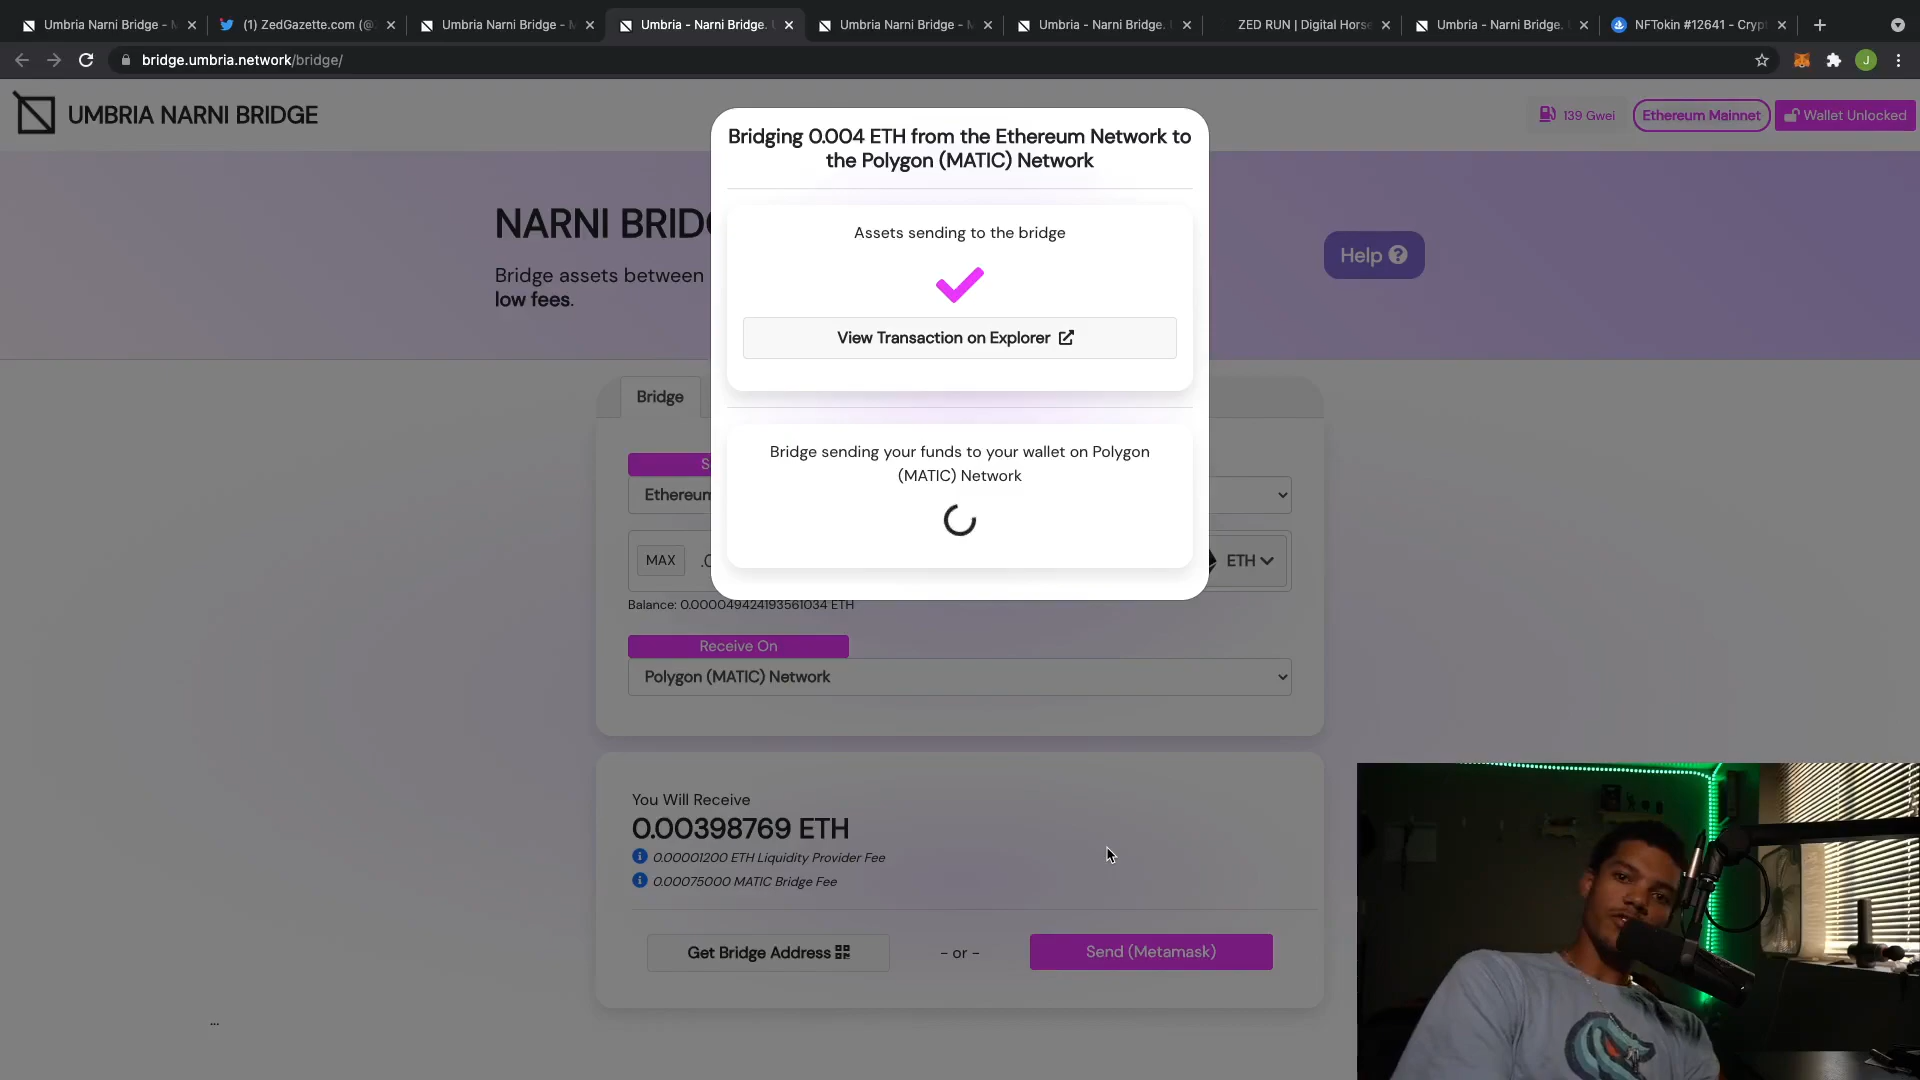 Umbria Narni Bridge - M
(1) ZedGazette.com (@
Umbria Narni Bridge - M
Umbria - Narni Bridge.
Umbria Narni Bridge - M
Umbria - Narni Bridge.
ZED RUN | Digital Horse
Umbria - Narni Bridge.
NFTokin #12641 - Crypt
bridge.umbria.network/bridge/
J
UMBRIA NARNI BRIDGE
139 Gwei
Ethereum Mainnet
Wallet Unlocked
NARNI BRIDG
Bridge assets between
low fees.
Help
Bridging 0.004 ETH from the Ethereum Network to
the Polygon (MATIC) Network
Assets sending to the bridge
View Transaction on Explorer
Bridge sending your funds to your wallet on Polygon
(MATIC) Network
Bridge
S
Ethereum
MAX
.0
ETH
Balance: 0.000049424193561034 ETH
Receive On
Polygon (MATIC) Network
You Will Receive
0.00398769 ETH
0.00001200 ETH Liquidity Provider Fee
0.00075000 MATIC Bridge Fee
Get Bridge Address
- or -
Send (Metamask)
...